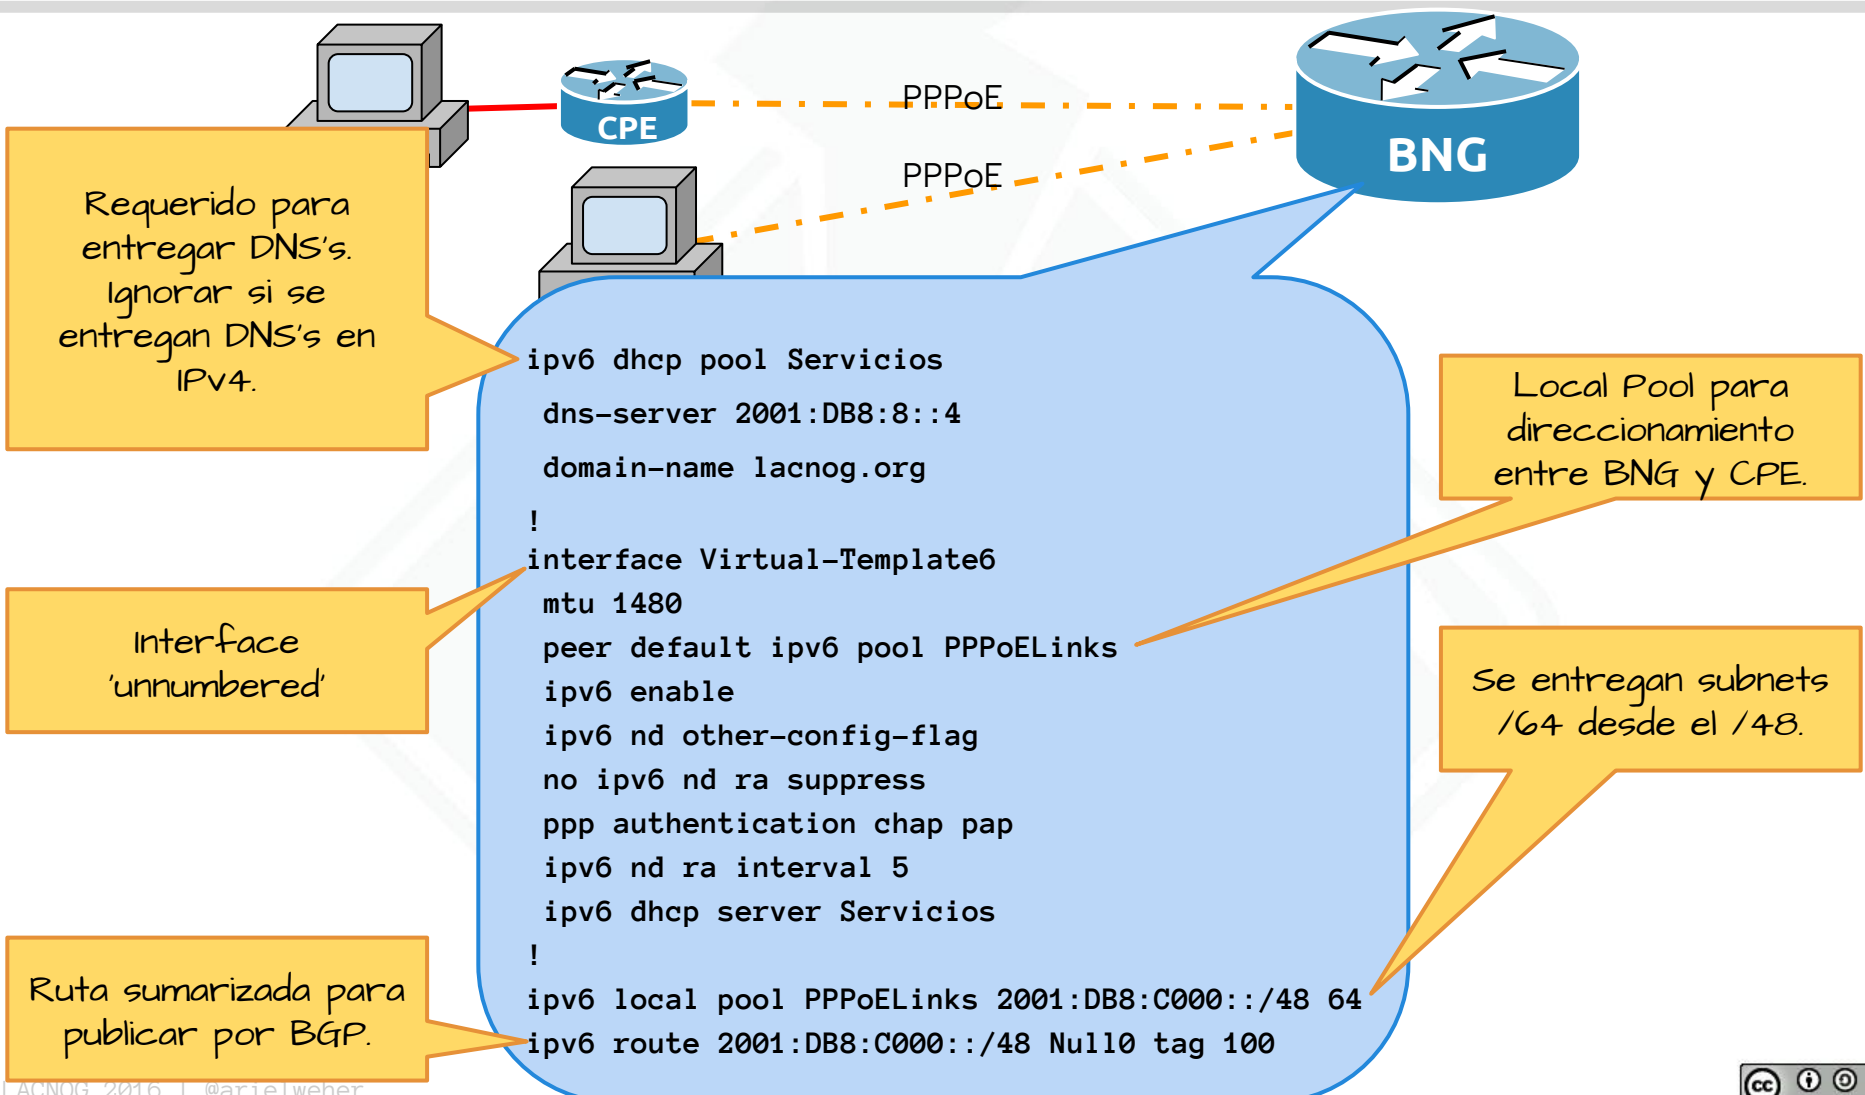 PPPoE
CPE
BNG
PPPoE
Requerido para
entregar DNS's.
Ignorar si se
entregan DNS's en
IPv4.
ipv6 dhcp pool Servicios
dns-server 2001:DB8:8::4
domain-name lacnog.org
!
interface Virtual-Template6
mtu 1480
peer default ipv6 pool PPPoELinks
ipv6 enable
ipv6 nd other-config-flag
no ipv6 nd ra suppress
ppp authentication chap pap
ipv6 nd ra interval 5
ipv6 dhcp server Servicios
!
ipv6 local pool PPPoELinks 2001:DB8:C000::/48 64
ipv6 route 2001:DB8:C000::/48 Null0 tag 100
Local Pool para
direccionamiento
entre BNG y CPE.
Interface
'unnumbered'
Se entregan subnets
/64 desde el /48.
Ruta sumarizada para
publicar por BGP.
LACNOG 2016 | @arielweher
cc